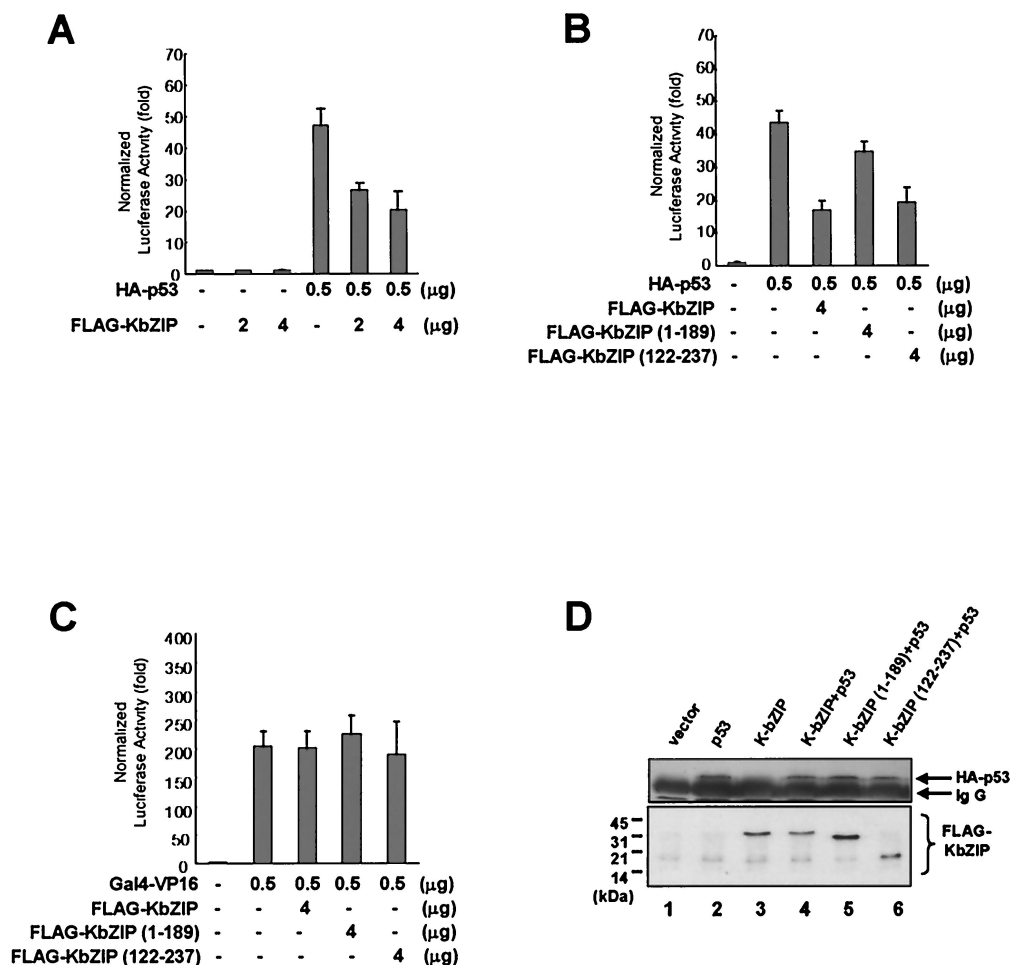 A
Normalized
Luciferase Activity (fold)
70
60
50
40
30
20
10
0
HA-p53 - - - 0.5 0.5 0.5 (μg)
FLAG-KbZIP - 2 4 - 2 4 (μg)
B
Normalized
Luciferase Activity (fold)
70
60
50
40
30
20
10
0
HA-p53 - 0.5 0.5 0.5 0.5 (μg)
FLAG-KbZIP - - 4 - - (μg)
FLAG-KbZIP (1-189) - - - 4 - (μg)
FLAG-KbZIP (122-237) - - - - 4 (μg)
C
Normalized
Luciferase Activity (fold)
400
350
300
250
200
150
100
50
0
Gal4-VP16 - 0.5 0.5 0.5 0.5 (μg)
FLAG-KbZIP - - 4 - - (μg)
FLAG-KbZIP (1-189) - - - 4 - (μg)
FLAG-KbZIP (122-237) - - - - 4 (μg)
D
vector
p53
K-bZIP
K-bZIP+p53
K-bZIP (1-189)+p53
K-bZIP (122-237)+p53
HA-p53
Ig G
45
31
21
14
(kDa)
FLAG-
KbZIP
1 2 3 4 5 6